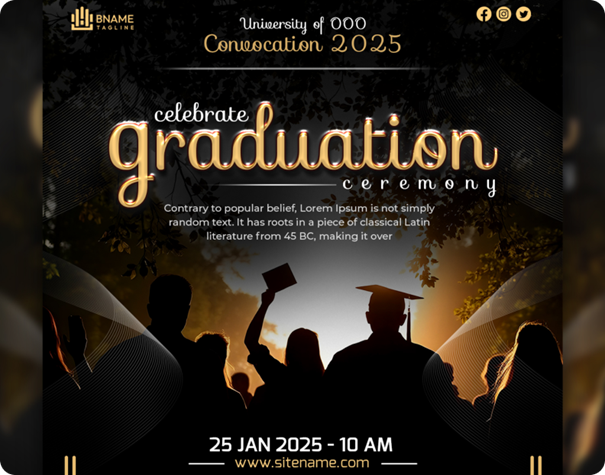 BNAME
TAGLINE
University of OOO
Convocation 2025
celebrate
graduation
ceremony
Contrary to popular belief, Lorem Ipsum is not simply
random text. It has roots in a piece of classical Latin
literature from 45 BC, making it over
25 JAN 2025 - 10 AM
www.sitename.com